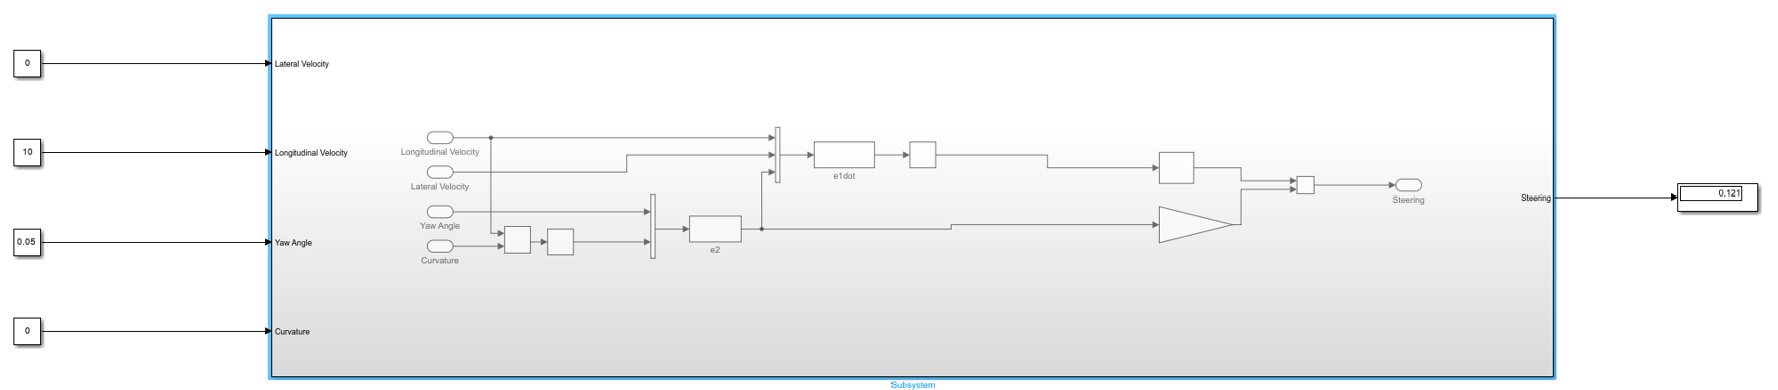 0
Lateral Velocity
10
Longitudinal Velocity
0.05
Yaw Angle
0
Curvature
Longitudinal Velocity
Lateral Velocity
Yaw Angle
Curvature
e1dot
e2
Steering
Steering
0.121
Subsystem